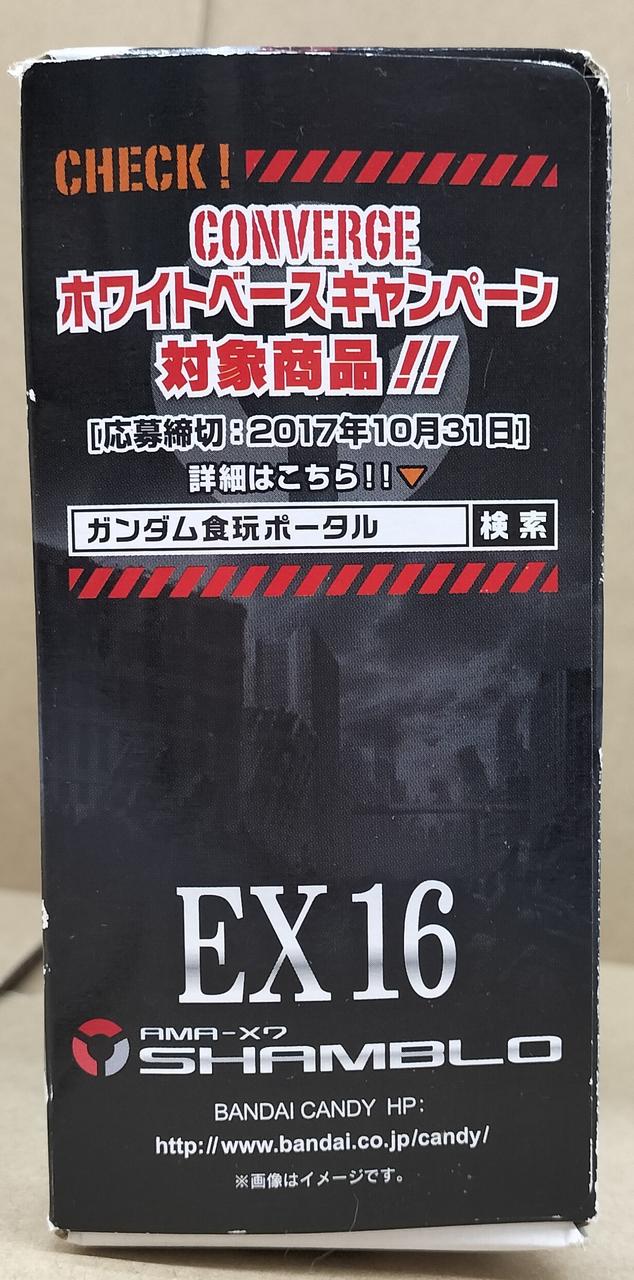 CHECK!
CONVERGE
ホワイトベースキャンペーン
対象商品!!
[応募締切:2017年10月31日]
詳細はこちら!!▼
ガンダム食玩ポータル 検索
EX16
AMA-X7
SHAMBLO
BANDAI CANDY HP:
http://www.bandai.co.jp/candy/
※画像はイメージです。